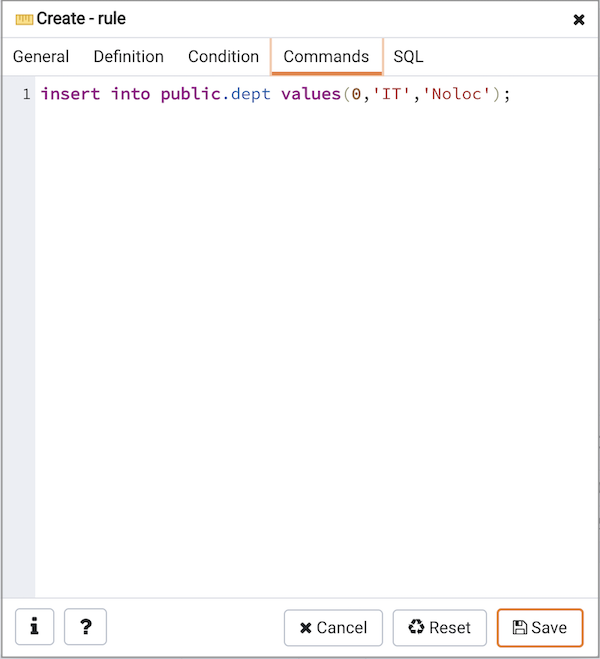 Create - rule
General Definition Condition Commands SQL
1 insert into public.dept values(0,'IT','Noloc');
i ? Cancel Reset Save